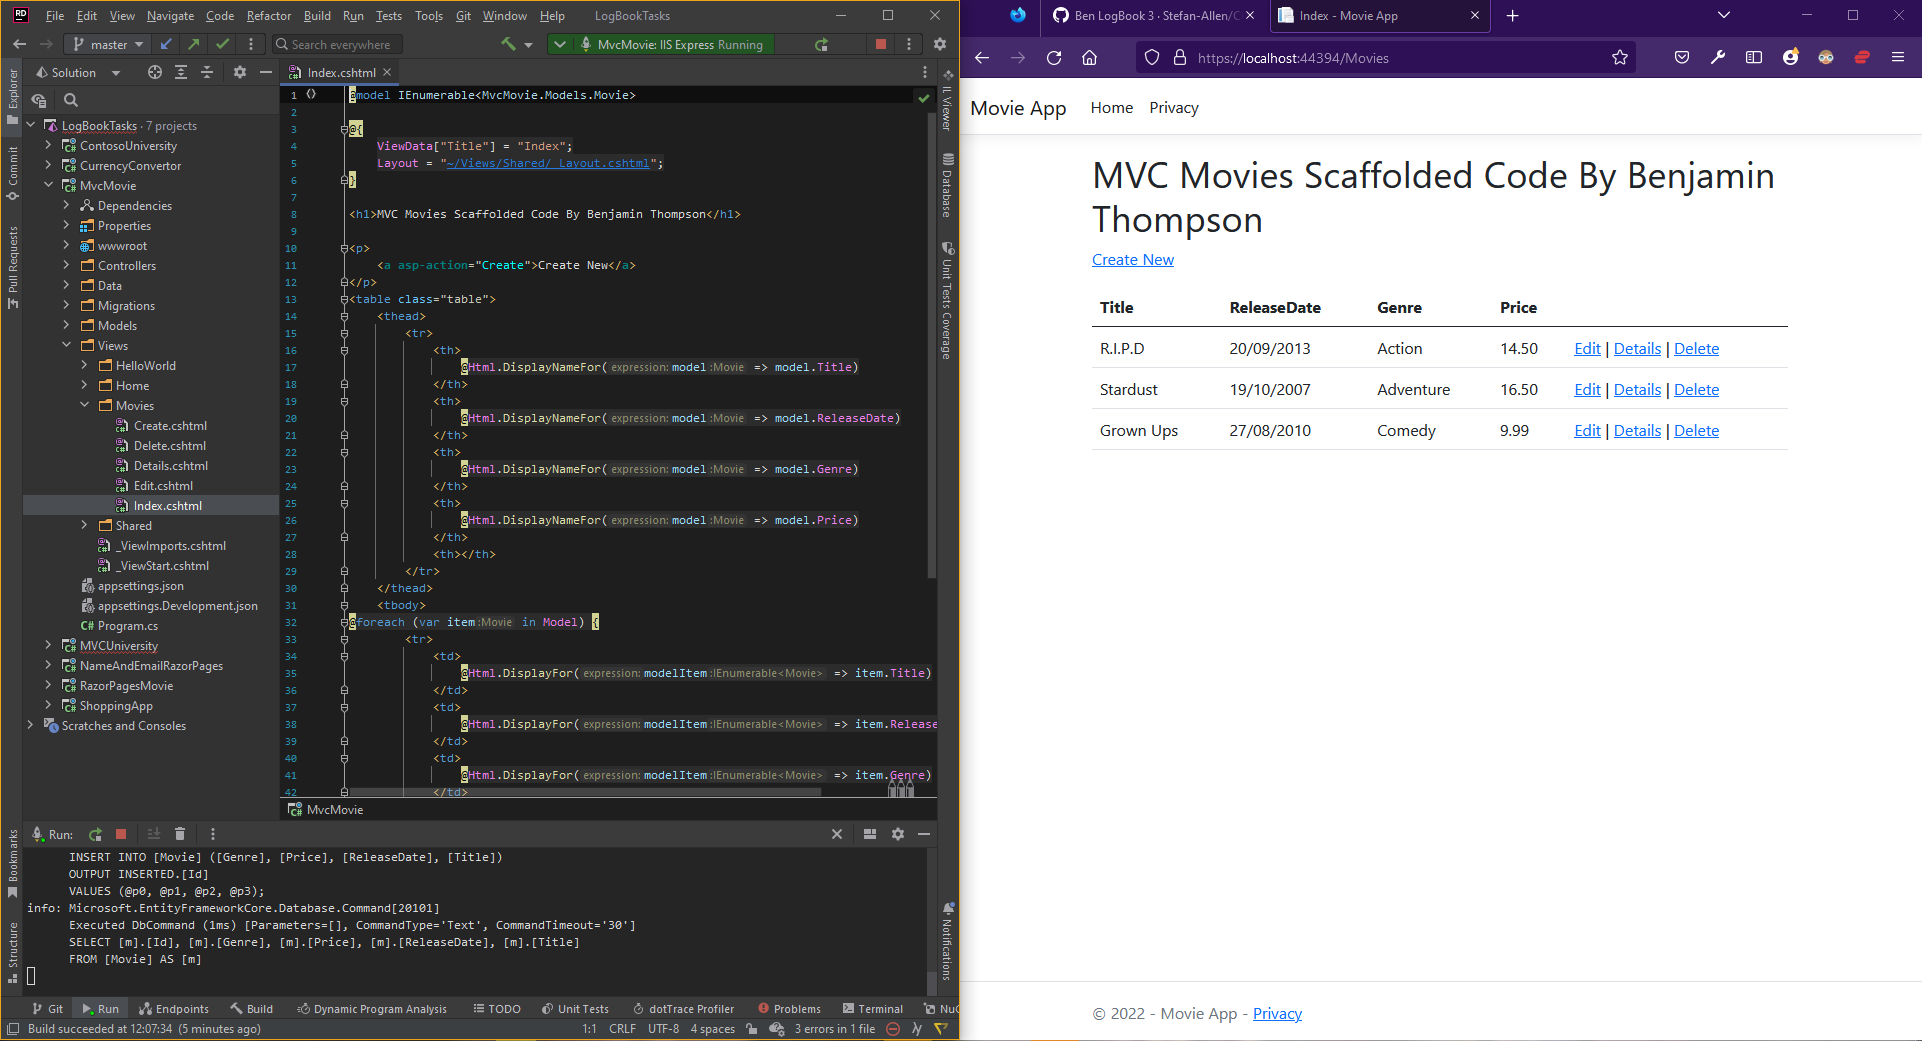 File Edit View Navigate Code Refactor Build Run Tests Tools Git Window Help LogBookTasks
master Search everywhere MvcMovie: IIS Express Running
Solution
Explorer
Commit
Pull Requests
Bookmarks
Structure
LogBookTasks · 7 projects
ContosoUniversity
CurrencyConvertor
MvcMovie
Dependencies
Properties
wwwroot
Controllers
Data
Migrations
Models
Views
HelloWorld
Home
Movies
Create.cshtml
Delete.cshtml
Details.cshtml
Edit.cshtml
Index.cshtml
Shared
_ViewImports.cshtml
_ViewStart.cshtml
appsettings.json
appsettings.Development.json
C# Program.cs
MVCUniversity
NameAndEmailRazorPages
RazorPagesMovie
ShoppingApp
Scratches and Consoles
Index.cshtml
1 @model IEnumerable<MvcMovie.Models.Movie>
2
3 @{
4 ViewData["Title"] = "Index";
5 Layout = "~/Views/Shared/_Layout.cshtml";
6 }
7
8 <h1>MVC Movies Scaffolded Code By Benjamin Thompson</h1>
9
10 <p>
11 <a asp-action="Create">Create New</a>
12 </p>
13 <table class="table">
14 <thead>
15 <tr>
16 <th>
17 @Html.DisplayNameFor(expression: model :Movie => model.Title)
18 </th>
19 <th>
20 @Html.DisplayNameFor(expression: model :Movie => model.ReleaseDate)
21 </th>
22 <th>
23 @Html.DisplayNameFor(expression: model :Movie => model.Genre)
24 </th>
25 <th>
26 @Html.DisplayNameFor(expression: model :Movie => model.Price)
27 </th>
28 <th></th>
29 </tr>
30 </thead>
31 <tbody>
32 @foreach (var item :Movie in Model) {
33 <tr>
34 <td>
35 @Html.DisplayFor(expression: modelItem :IEnumerable<Movie> => item.Title)
36 </td>
37 <td>
38 @Html.DisplayFor(expression: modelItem :IEnumerable<Movie> => item.Release
39 </td>
40 <td>
41 @Html.DisplayFor(expression: modelItem :IEnumerable<Movie> => item.Genre)
42 </td>
MvcMovie
IL Viewer
Database
Unit Tests Coverage
Notifications
Run:
INSERT INTO [Movie] ([Genre], [Price], [ReleaseDate], [Title])
OUTPUT INSERTED.[Id]
VALUES (@p0, @p1, @p2, @p3);
info: Microsoft.EntityFrameworkCore.Database.Command[20101]
Executed DbCommand (1ms) [Parameters=[], CommandType='Text', CommandTimeout='30']
SELECT [m].[Id], [m].[Genre], [m].[Price], [m].[ReleaseDate], [m].[Title]
FROM [Movie] AS [m]
Git Run Endpoints Build Dynamic Program Analysis TODO Unit Tests dotTrace Profiler Problems Terminal NuG
Build succeeded at 12:07:34 (5 minutes ago) 1:1 CRLF UTF-8 4 spaces 3 errors in 1 file
Ben LogBook 3 · Stefan-Allen/C Index - Movie App
https://localhost:44394/Movies
Movie App Home Privacy
MVC Movies Scaffolded Code By Benjamin
Thompson
Create New
Title ReleaseDate Genre Price
R.I.P.D 20/09/2013 Action 14.50 Edit | Details | Delete
Stardust 19/10/2007 Adventure 16.50 Edit | Details | Delete
Grown Ups 27/08/2010 Comedy 9.99 Edit | Details | Delete
© 2022 - Movie App - Privacy